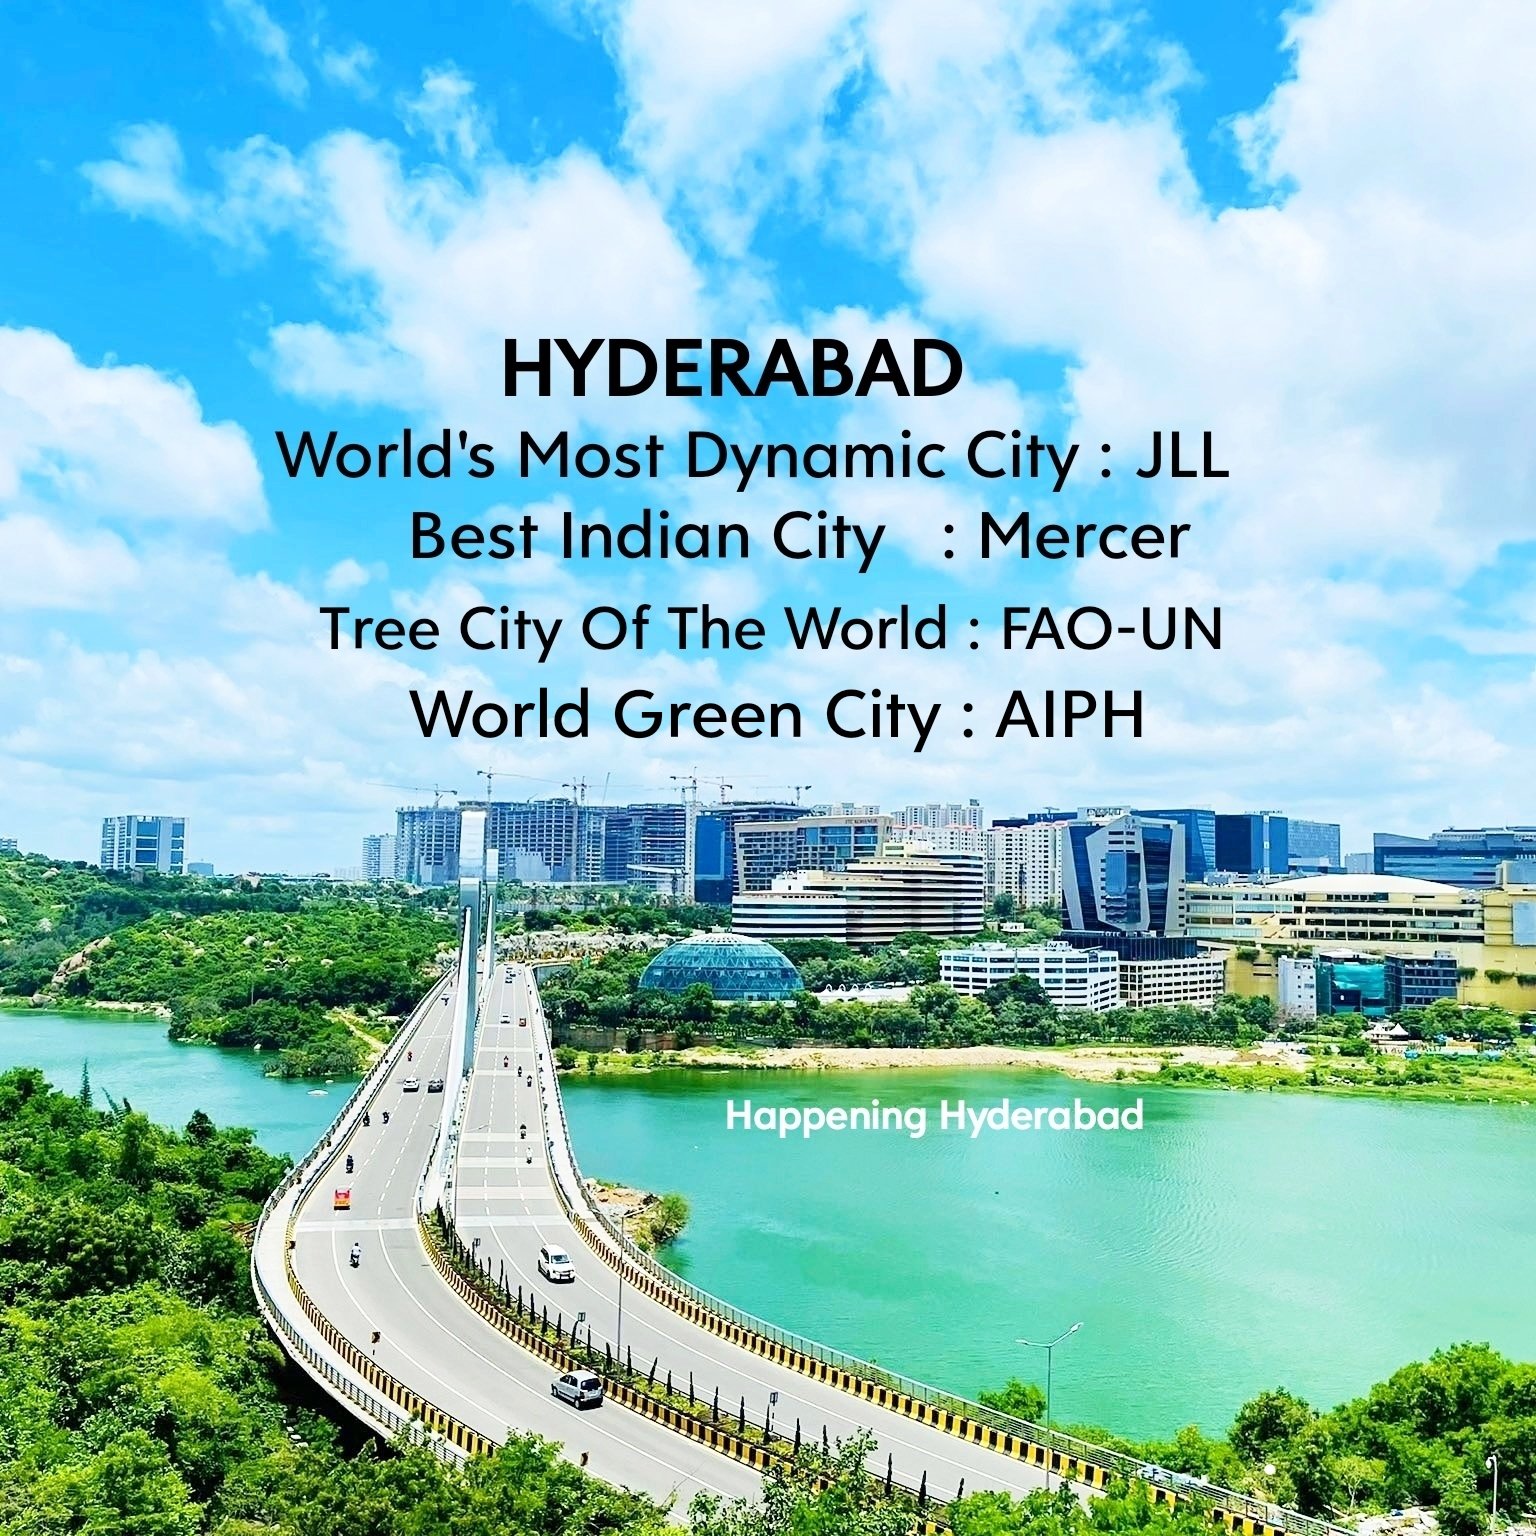 HYDERABAD
World's Most Dynamic City : JLL
Best Indian City : Mercer
Tree City Of The World : FAO-UN
World Green City : AIPH
Happening Hyderabad